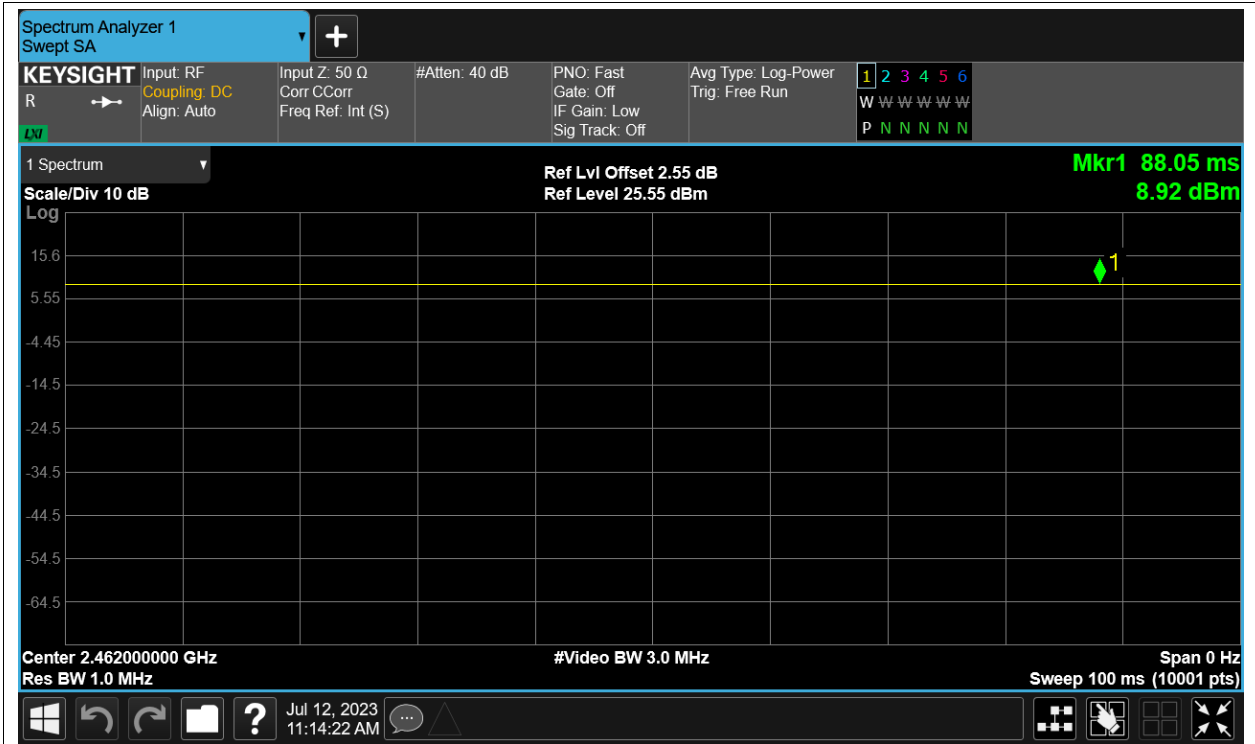 Spectrum Analyzer 1
Swept SA
KEYSIGHT
R
LXI
Input: RF
Coupling: DC
Align: Auto
Input Z: 50 Ω
Corr CCorr
Freq Ref: Int (S)
#Atten: 40 dB
PNO: Fast
Gate: Off
IF Gain: Low
Sig Track: Off
Avg Type: Log-Power
Trig: Free Run
1 2 3 4 5 6
W W W W W W
P N N N N N
1 Spectrum
Scale/Div 10 dB
Ref Lvl Offset 2.55 dB
Ref Level 25.55 dBm
Mkr1 88.05 ms
8.92 dBm
Log
15.6
5.55
-4.45
-14.5
-24.5
-34.5
-44.5
-54.5
-64.5
1
Center 2.462000000 GHz
#Video BW 3.0 MHz
Span 0 Hz
Res BW 1.0 MHz
Sweep 100 ms (10001 pts)
?
Jul 12, 2023
11:14:22 AM